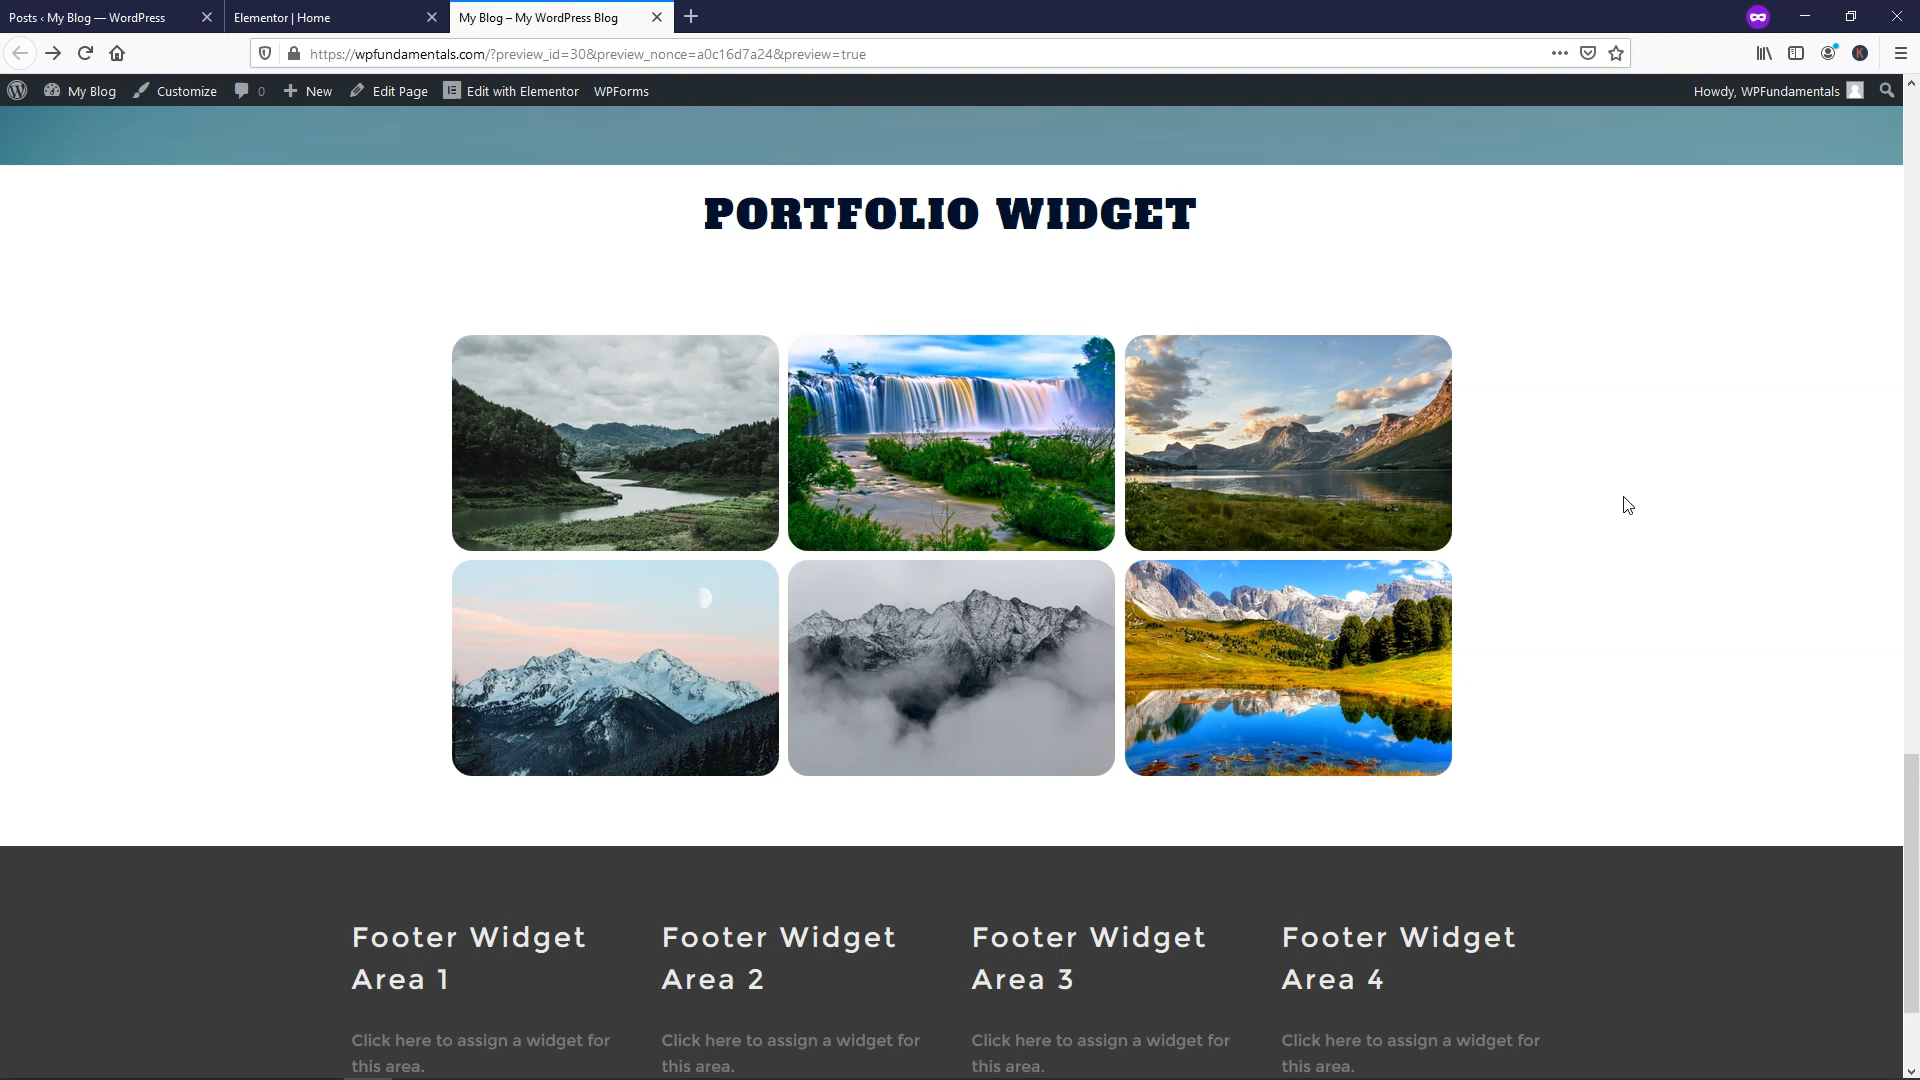 Posts ‹ My Blog — WordPress
Elementor | Home
My Blog – My WordPress Blog
https://wpfundamentals.com/?preview_id=30&preview_nonce=a0c16d7a24&preview=true
K
My Blog
Customize
0
New
Edit Page
Edit with Elementor
WPForms
Howdy, WPFundamentals
PORTFOLIO WIDGET
Footer Widget
Area 1
Click here to assign a widget for
this area.
Footer Widget
Area 2
Click here to assign a widget for
this area.
Footer Widget
Area 3
Click here to assign a widget for
this area.
Footer Widget
Area 4
Click here to assign a widget for
this area.